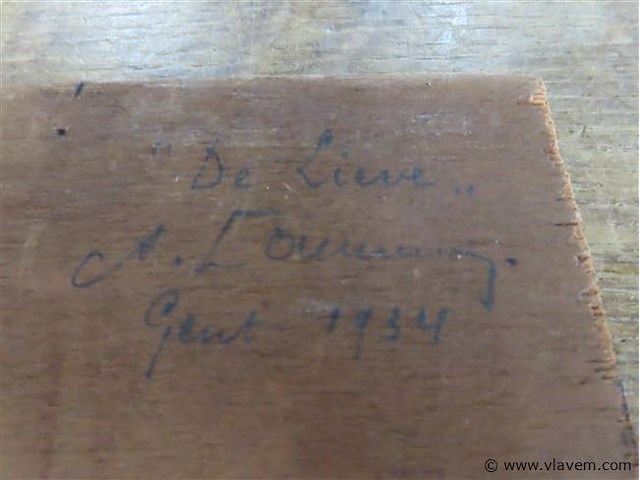 "De Lieve"
A.
Gent 1934
© www.vlavem.com